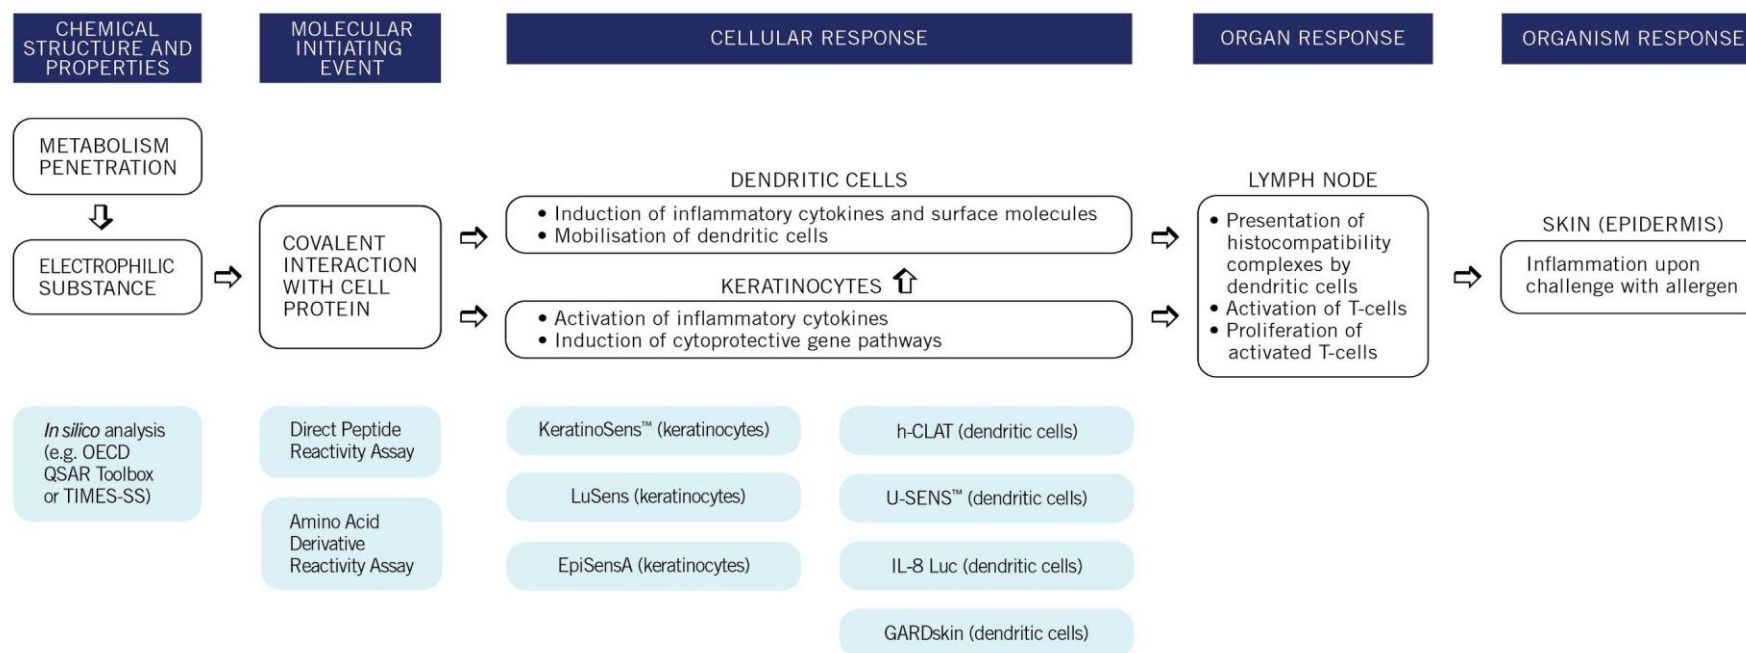 CHEMICAL
STRUCTURE AND
PROPERTIES
MOLECULAR
INITIATING
EVENT
CELLULAR RESPONSE
ORGAN RESPONSE
ORGANISM RESPONSE
METABOLISM
PENETRATION
ELECTROPHILIC
SUBSTANCE
COVALENT
INTERACTION
WITH CELL
PROTEIN
DENDRITIC CELLS
• Induction of inflammatory cytokines and surface molecules
• Mobilisation of dendritic cells
KERATINOCYTES
• Activation of inflammatory cytokines
• Induction of cytoprotective gene pathways
LYMPH NODE
• Presentation of
histocompatibility
complexes by
dendritic cells
• Activation of T-cells
• Proliferation of
activated T-cells
SKIN (EPIDERMIS)
Inflammation upon
challenge with allergen
In silico analysis
(e.g. OECD
QSAR Toolbox
or TIMES-SS)
Direct Peptide
Reactivity Assay
Amino Acid
Derivative
Reactivity Assay
KeratinoSens™ (keratinocytes)
LuSens (keratinocytes)
EpiSensA (keratinocytes)
h-CLAT (dendritic cells)
U-SENS™ (dendritic cells)
IL-8 Luc (dendritic cells)
GARDskin (dendritic cells)